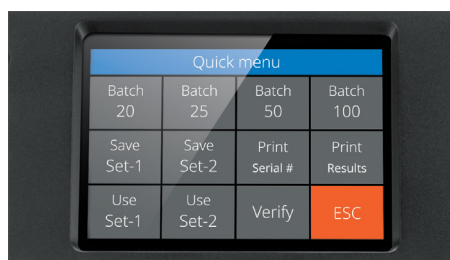 Quick menu
Batch Batch Batch Batch
20 25 50 100
Save Save Print Print
Set-1 Set-2 Serial # Results
Use Use Verify ESC
Set-1 Set-2